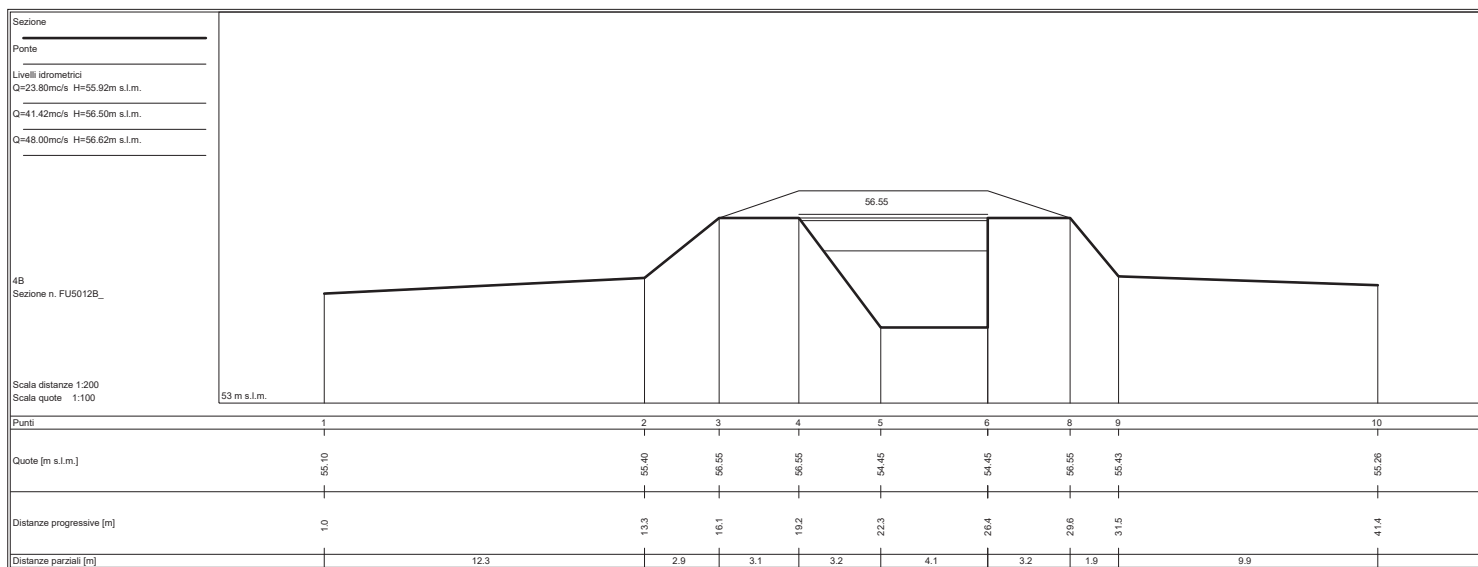 Sezione
Ponte
Livelli idrometrici
Q=23.80mc/s H=55.92m s.l.m.
Q=41.42mc/s H=56.50m s.l.m.
Q=48.00mc/s H=56.62m s.l.m.
56.55
4B
Sezione n. FU5012B_
Scala distanze 1:200
Scala quote 1:100
53 m s.l.m.
Punti 1 2 3 4 5 6 8 9 10
Quote [m s.l.m.] 55.10 55.40 56.55 56.55 54.45 54.45 56.55 55.43 55.26
Distanze progressive [m] 1.0 13.3 16.1 19.2 22.3 26.4 29.6 31.5 41.4
Distanze parziali [m] 12.3 2.9 3.1 3.2 4.1 3.2 1.9 9.9